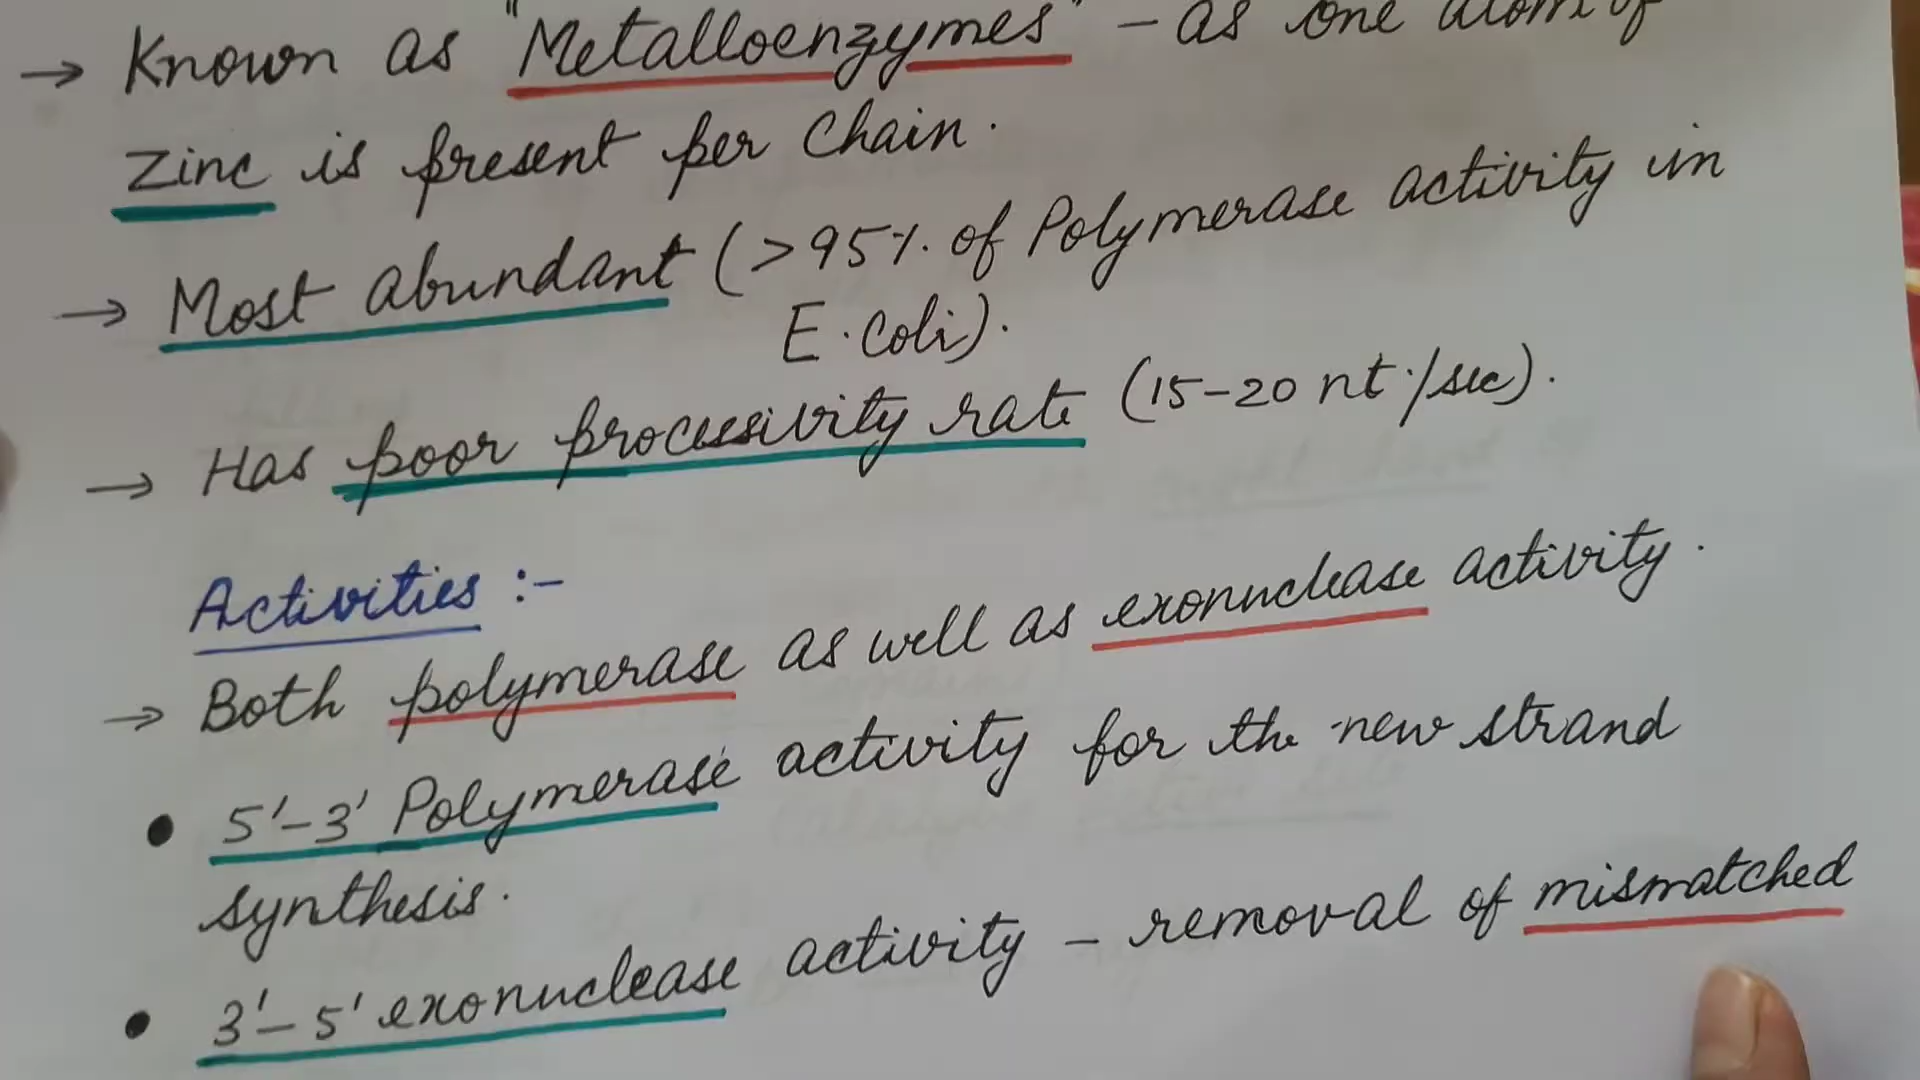 → Known as "Metalloenzymes" - as one atom of
Zinc is present per Chain.
→ Most abundant (>95% of Polymerase activity in
E. Coli).
→ Has poor processivity rate (15-20 nt./sec).
Activities :-
→ Both polymerase as well as exonuclease activity.
• 5'-3' Polymerase activity for the new strand
synthesis.
• 3'-5' exonuclease activity - removal of mismatched